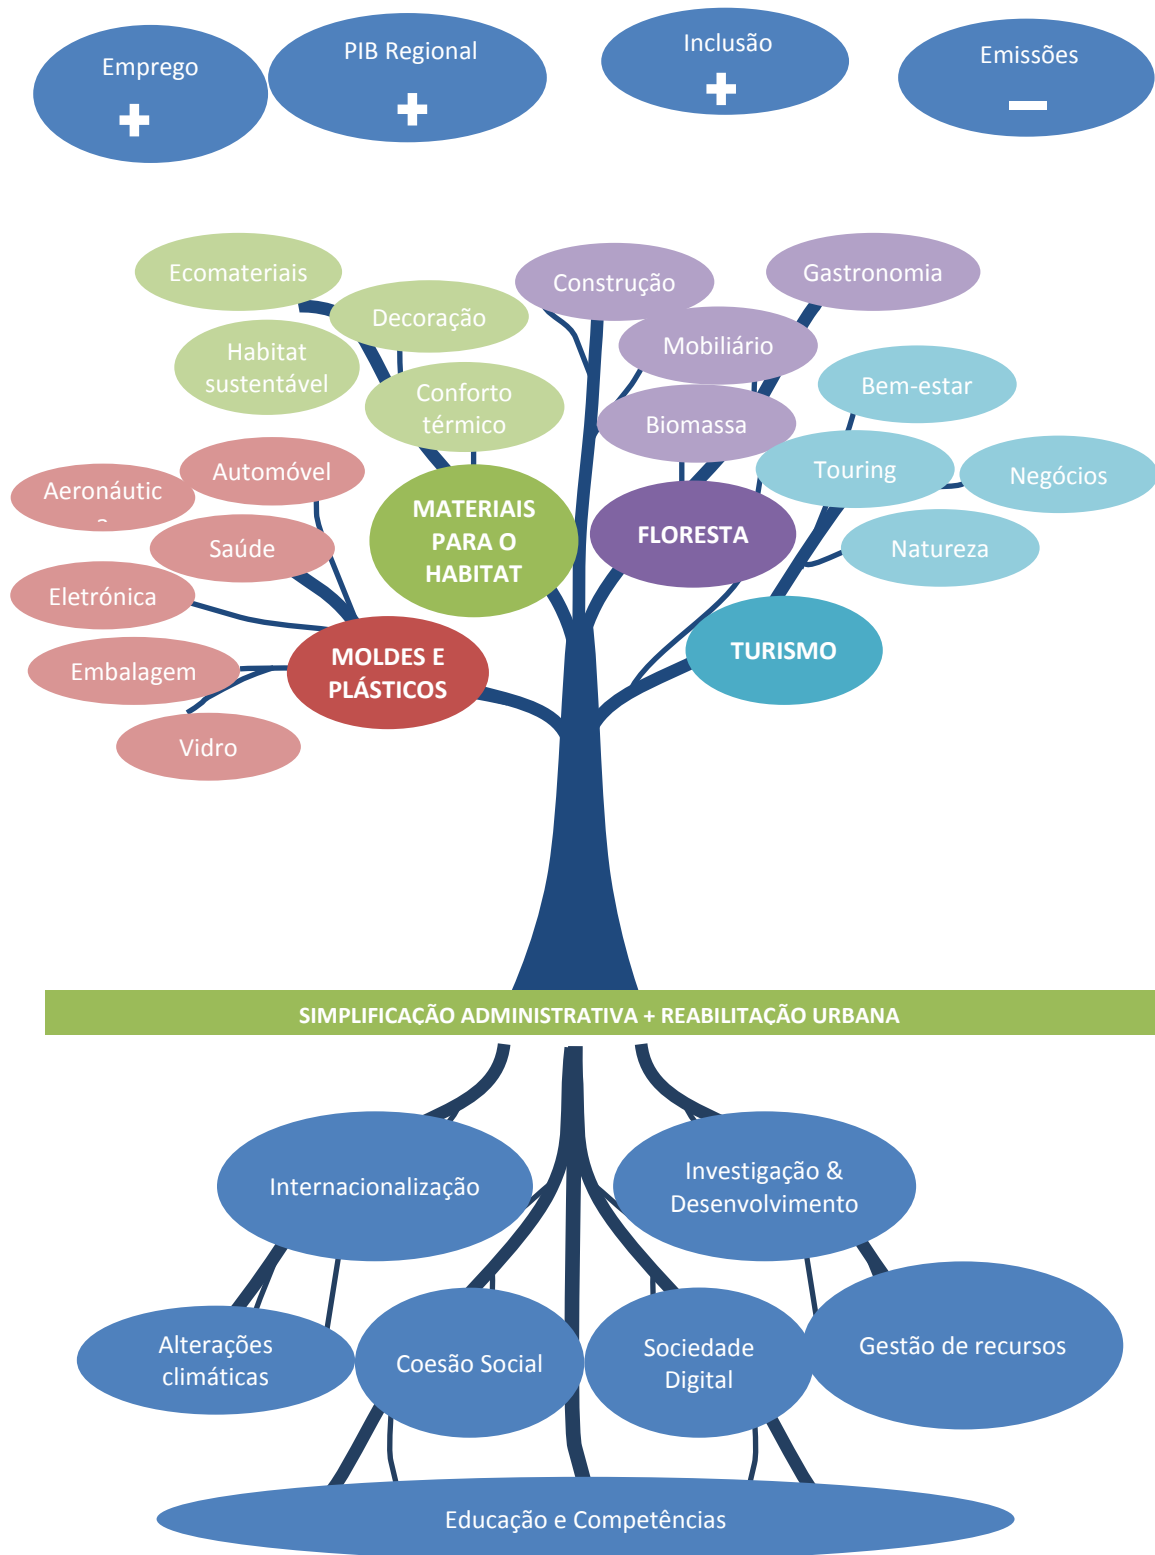 Emprego
PIB Regional
Inclusão
Emissões
Ecomateriais
Decoração
Habitat
sustentável
Conforto
térmico
Construção
Mobiliário
Biomassa
Gastronomia
Bem-estar
Touring
Negócios
Natureza
Automóvel
Aeronáutic
Saúde
Eletrónica
Embalagem
Vidro
MATERIAIS
PARA O
HABITAT
FLORESTA
MOLDES E
PLÁSTICOS
TURISMO
SIMPLIFICAÇÃO ADMINISTRATIVA + REABILITAÇÃO URBANA
Internacionalização
Investigação &
Desenvolvimento
Alterações
climáticas
Coesão Social
Sociedade
Digital
Gestão de recursos
Educação e Competências